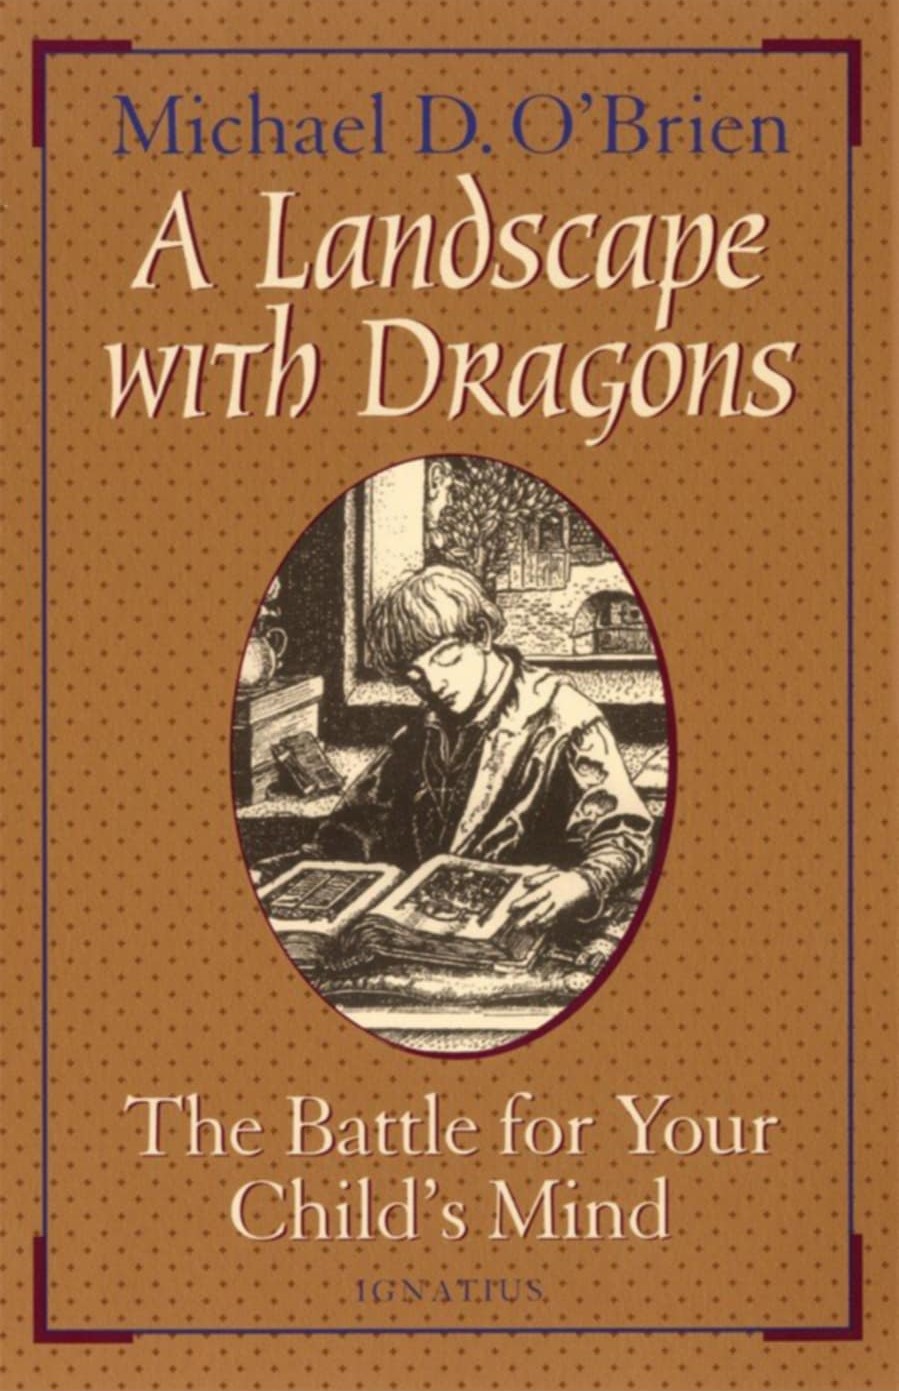 Michael D. O'Brien
A Landscape
with Dragons
The Battle for Your
Child's Mind
IGNATIUS